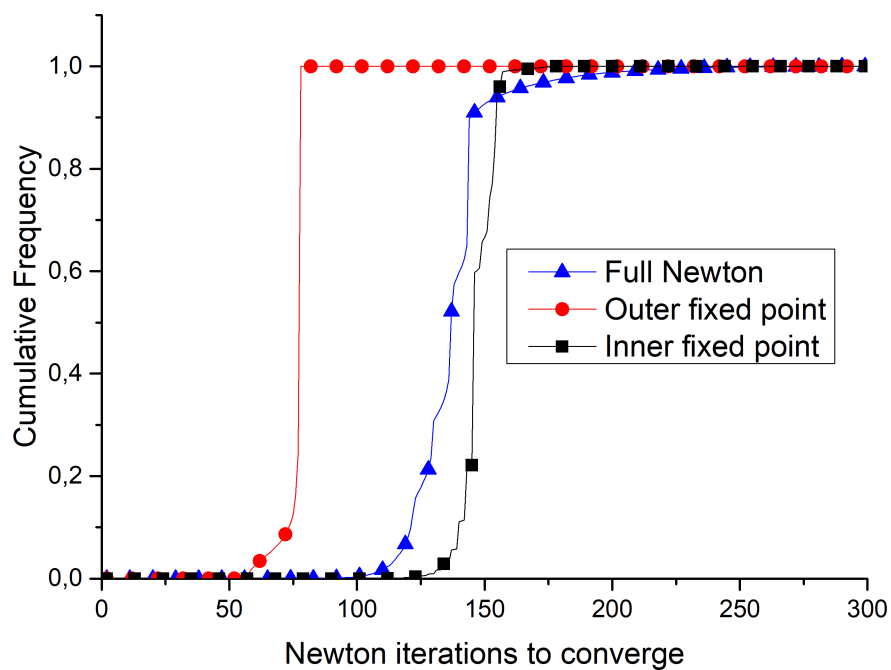 1,0
0,8
0,6
0,4
0,2
0,0
Cumulative Frequency
Full Newton
Outer fixed point
Inner fixed point
0 50 100 150 200 250 300
Newton iterations to converge